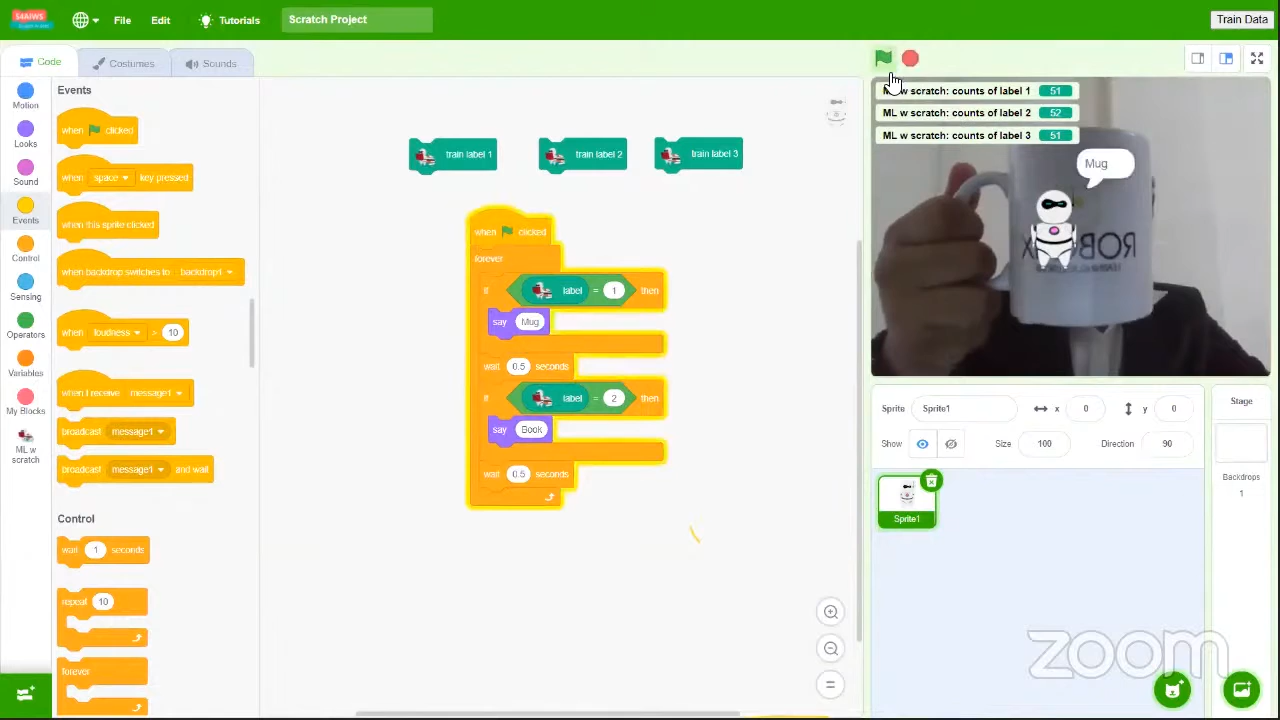 S4AIWS
File
Edit
Tutorials
Scratch Project
Train Data
Code
Costumes
Sounds
Motion
Looks
Sound
Events
Control
Sensing
Operators
Variables
My Blocks
ML w scratch
Events
when clicked
when space key pressed
when this sprite clicked
when backdrop switches to backdrop1
when loudness > 10
when I receive message1
broadcast message1
broadcast message1 and wait
Control
wait 1 seconds
repeat 10
forever
train label 1
train label 2
train label 3
when clicked
forever
if label = 1 then
say Mug
wait 0.5 seconds
if label = 2 then
say Book
wait 0.5 seconds
ML w scratch: counts of label 1 51
ML w scratch: counts of label 2 52
ML w scratch: counts of label 3 51
Mug
Sprite Sprite1 x 0 y 0
Show Size 100 Direction 90
Sprite1
Stage
Backdrops
1
zoom